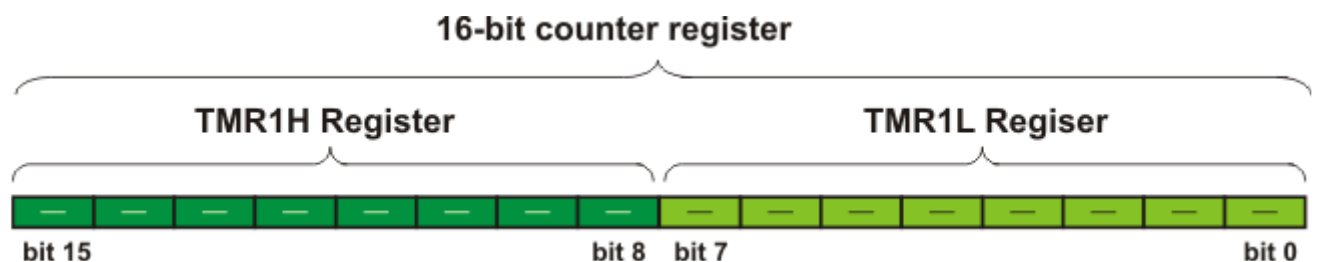 16-bit counter register
TMR1H Register TMR1L Regiser
— — — — — — — — — — — — — — — —
bit 15 bit 8 bit 7 bit 0